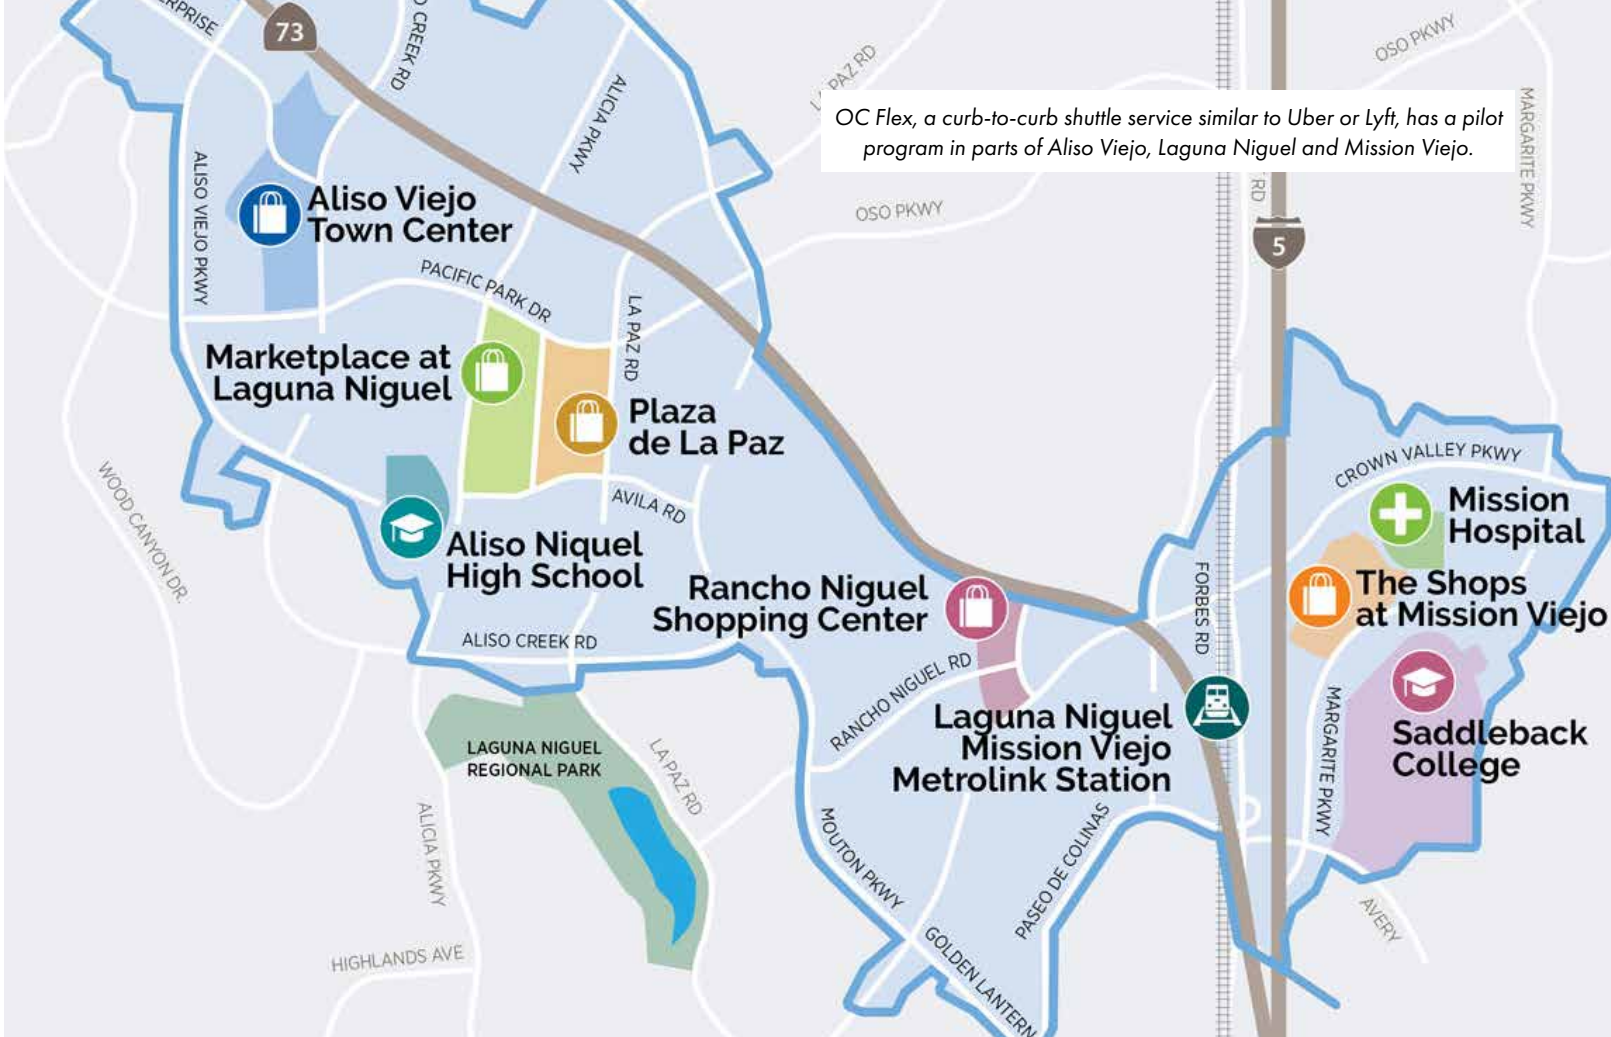 ERPRISE
73
O CREEK RD
ALICIA PKWY
LA PAZ RD
OSO PKWY
MARGARITE PKWY
OC Flex, a curb-to-curb shuttle service similar to Uber or Lyft, has a pilot
program in parts of Aliso Viejo, Laguna Niguel and Mission Viejo.
RD
OSO PKWY
5
ALISO VIEJO PKWY
Aliso Viejo
Town Center
PACIFIC PARK DR
LA PAZ RD
Marketplace at
Laguna Niguel
Plaza
de La Paz
WOOD CANYON DR.
AVILA RD
CROWN VALLEY PKWY
Mission
Hospital
Aliso Niquel
High School
Rancho Niguel
Shopping Center
FORBES RD
The Shops
at Mission Viejo
ALISO CREEK RD
RANCHO NIGUEL RD
Laguna Niguel
Mission Viejo
Metrolink Station
MARGARITE PKWY
Saddleback
College
LAGUNA NIGUEL
REGIONAL PARK
LA PAZ RD
ALICIA PKWY
MOUTON PKWY
PASEO DE COLINAS
AVERY
HIGHLANDS AVE
GOLDEN LANTERN